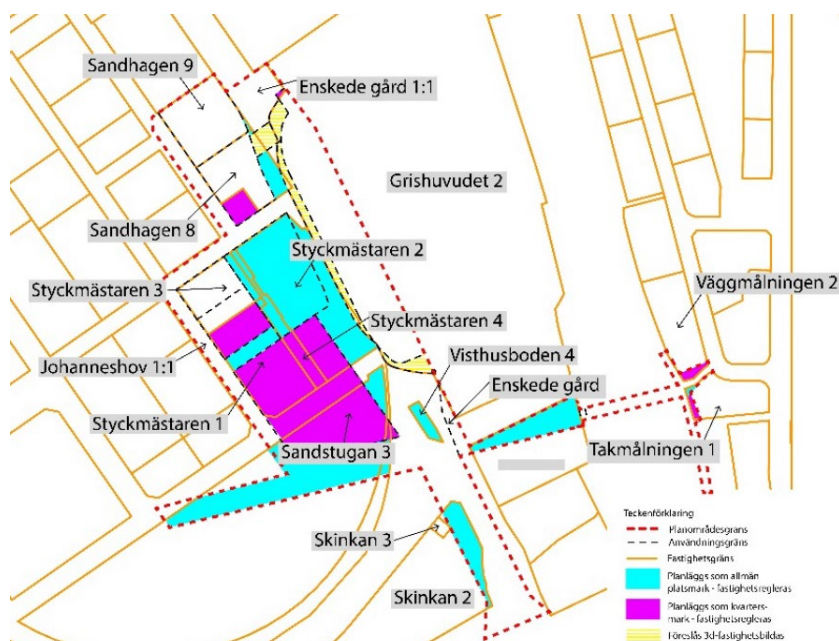 Sandhagen 9
Enskede gård 1:1
Grishuvudet 2
Sandhagen 8
Styckmästaren 2
Styckmästaren 3
Väggmålningen 2
Styckmästaren 4
Johanneshov 1:1
Visthusboden 4
Enskede gård
Styckmästaren 1
Sandstugan 3
Takmålningen 1
Skinkan 3
Skinkan 2
Teckenförklaring
Planområdesgräns
Användningsgräns
Fastighetsgräns
Planläggs som allmän
platsmark - fastighetsregleras
Planläggs som kvarters-
mark - fastighetsregleras
Föreslås 3d-fastighetsbildas